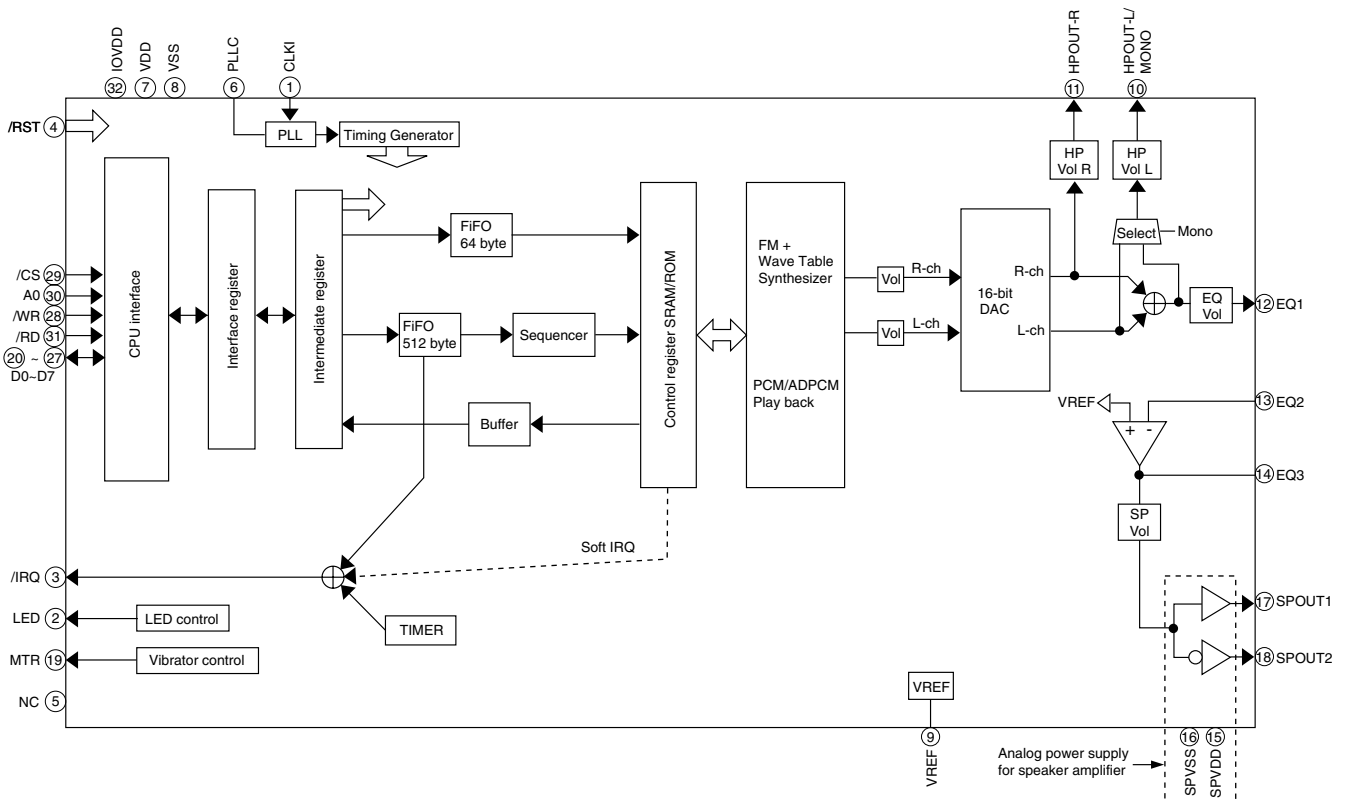 IOVDD
VDD
VSS
PLLC
CLKI
HPOUT-R
HPOUT-L/
MONO
32
7
8
6
1
11
10
/RST 4
PLL
Timing Generator
HP
Vol R
HP
Vol L
Select
Mono
CPU interface
Interface register
Intermediate register
FiFO
64 byte
FiFO
512 byte
Sequencer
Buffer
Control register SRAM/ROM
FM +
Wave Table
Synthesizer
PCM/ADPCM
Play back
Vol
R-ch
Vol
L-ch
16-bit
DAC
R-ch
L-ch
EQ
Vol
12 EQ1
/CS 29
A0 30
/WR 28
/RD 31
20 ~ 27
D0~D7
VREF
+ -
13 EQ2
14 EQ3
SP
Vol
Soft IRQ
/IRQ 3
LED 2
LED control
TIMER
MTR 19
Vibrator control
NC 5
17 SPOUT1
18 SPOUT2
VREF
9
VREF
Analog power supply
for speaker amplifier
16
15
SPVSS
SPVDD